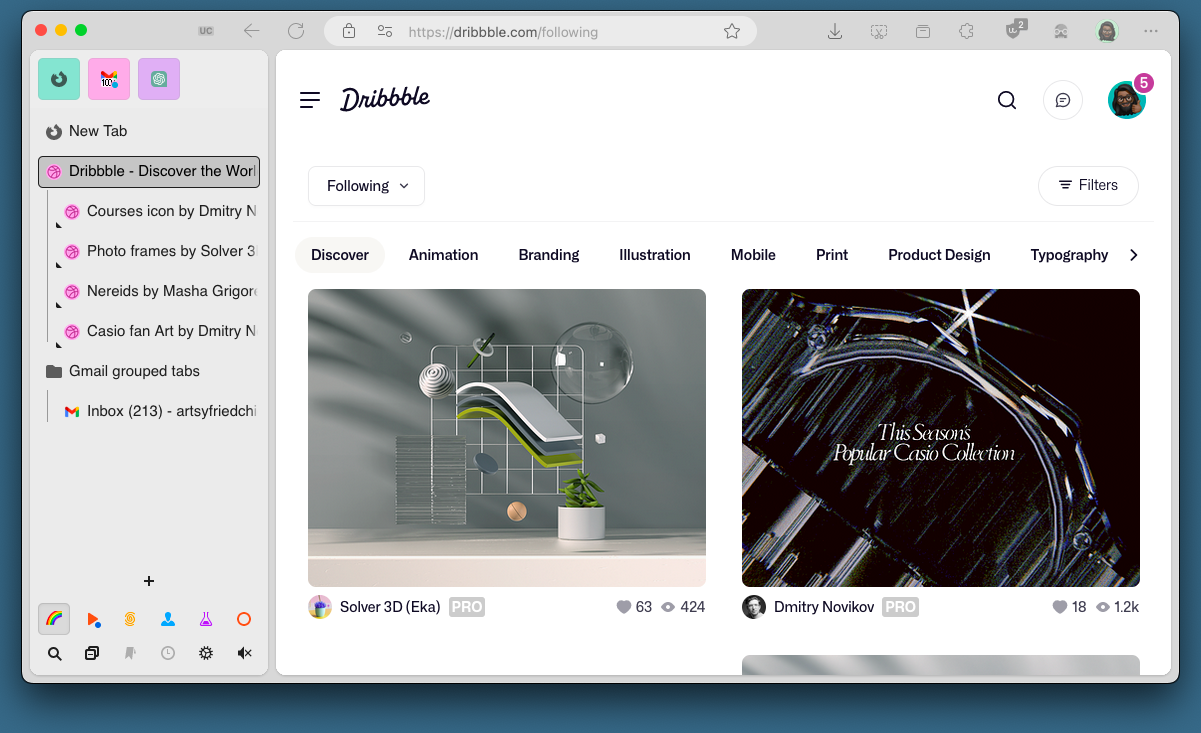 UC
https://dribbble.com/following
2
100
New Tab
Dribbble - Discover the Worl
Courses icon by Dmitry N
Photo frames by Solver 3
Nereids by Masha Grigor
Casio fan Art by Dmitry N
Gmail grouped tabs
Inbox (213) - artsyfriedchi
Dribbble
5
Following
Filters
Discover
Animation
Branding
Illustration
Mobile
Print
Product Design
Typography
This Season's
Popular Casio Collection
Solver 3D (Eka) PRO
63
424
Dmitry Novikov PRO
18
1.2k